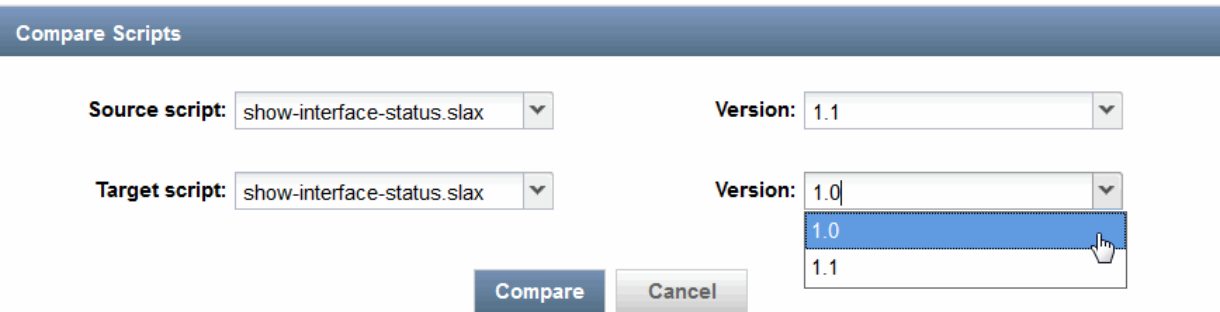 Compare Scripts
Source script: show-interface-status.slax Version: 1.1
Target script: show-interface-status.slax Version: 1.0
1.0
1.1
Compare Cancel